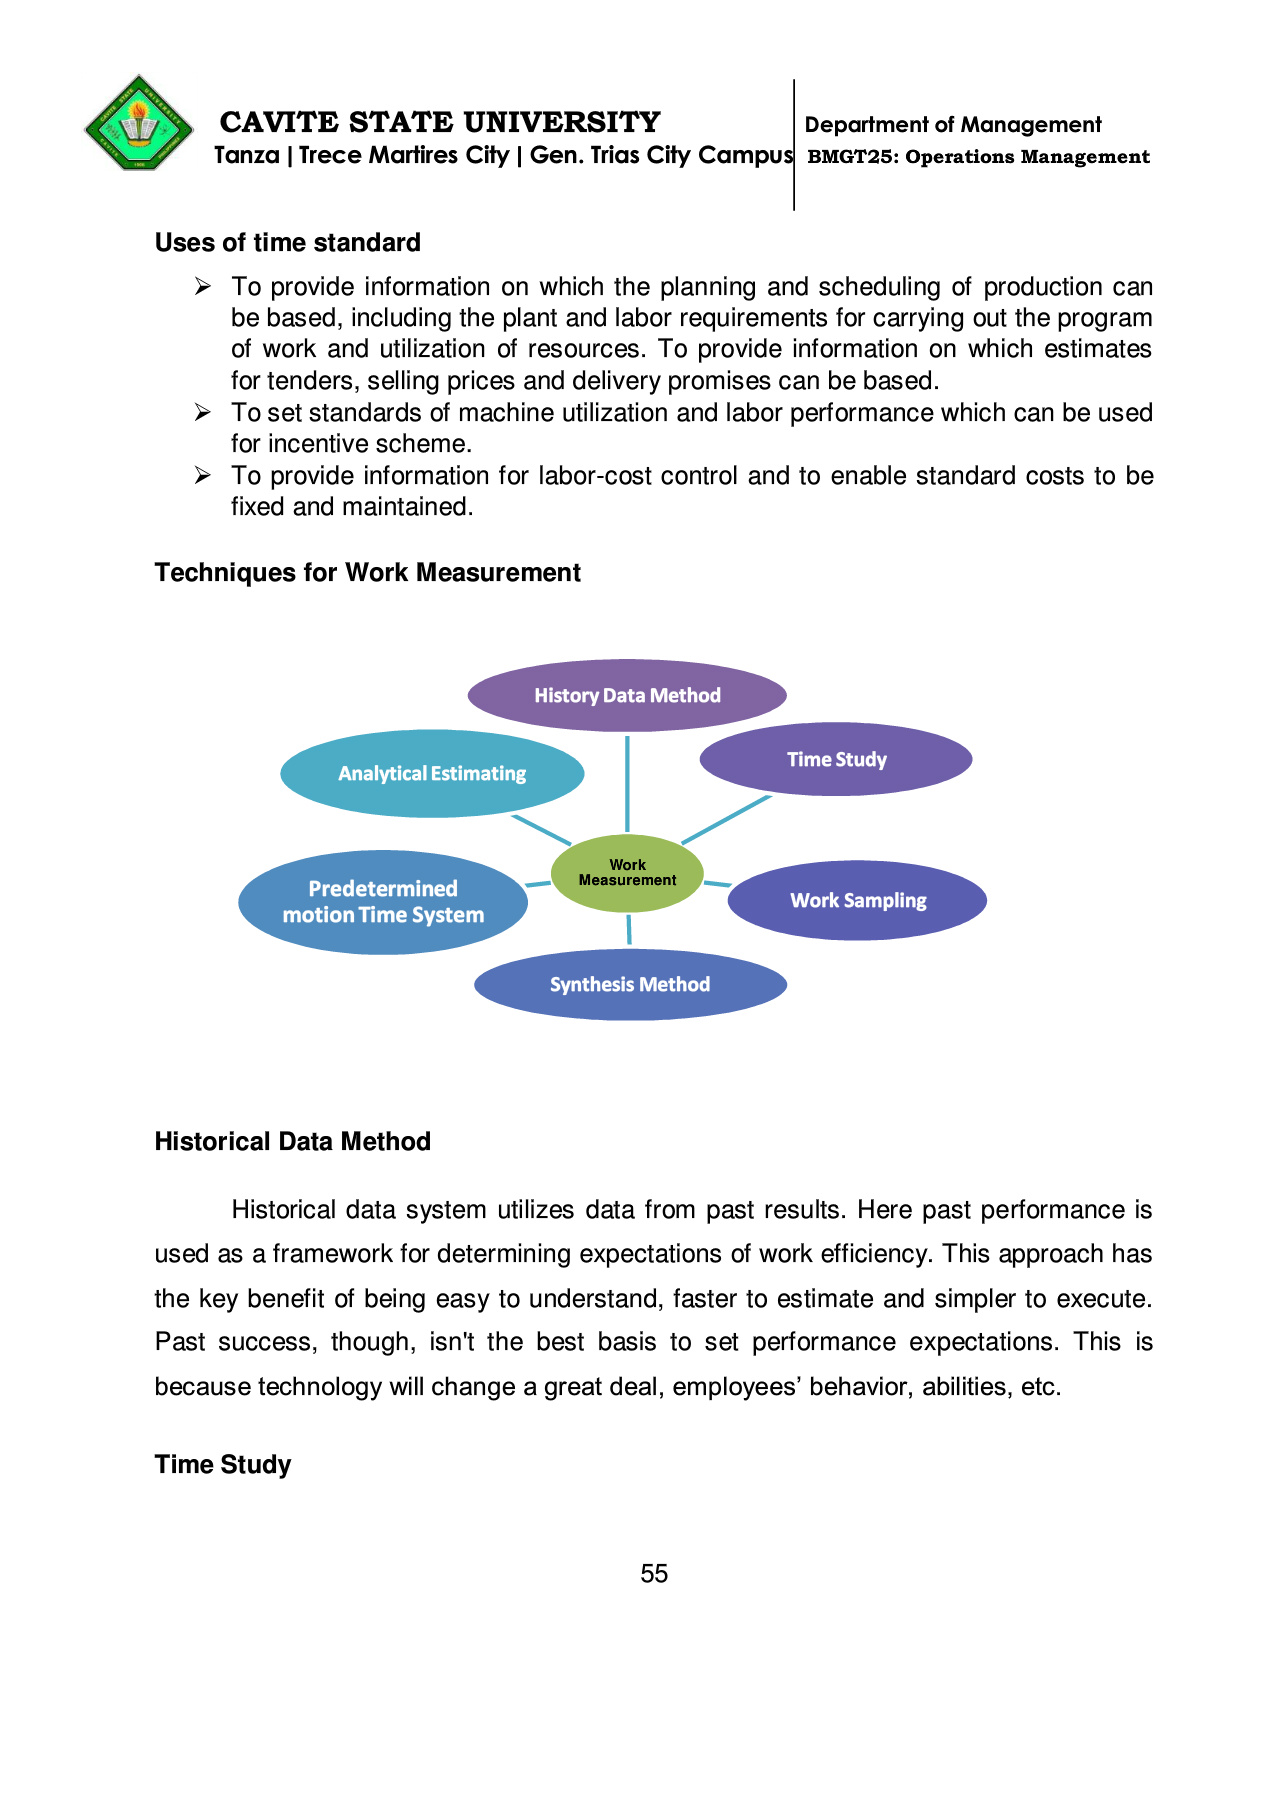 CAVITE STATE UNIVERSITY
Tanza | Trece Martires City | Gen. Trias City Campus
Department of Management
BMGT25: Operations Management
Uses of time standard
➢ To provide information on which the planning and scheduling of production can
be based, including the plant and labor requirements for carrying out the program
of work and utilization of resources. To provide information on which estimates
for tenders, selling prices and delivery promises can be based.
➢ To set standards of machine utilization and labor performance which can be used
for incentive scheme.
➢ To provide information for labor-cost control and to enable standard costs to be
fixed and maintained.
Techniques for Work Measurement
History Data Method
Time Study
Analytical Estimating
Work
Measurement
Predetermined
motion Time System
Work Sampling
Synthesis Method
Historical Data Method
Historical data system utilizes data from past results. Here past performance is
used as a framework for determining expectations of work efficiency. This approach has
the key benefit of being easy to understand, faster to estimate and simpler to execute.
Past success, though, isn't the best basis to set performance expectations. This is
because technology will change a great deal, employees’ behavior, abilities, etc.
Time Study
55